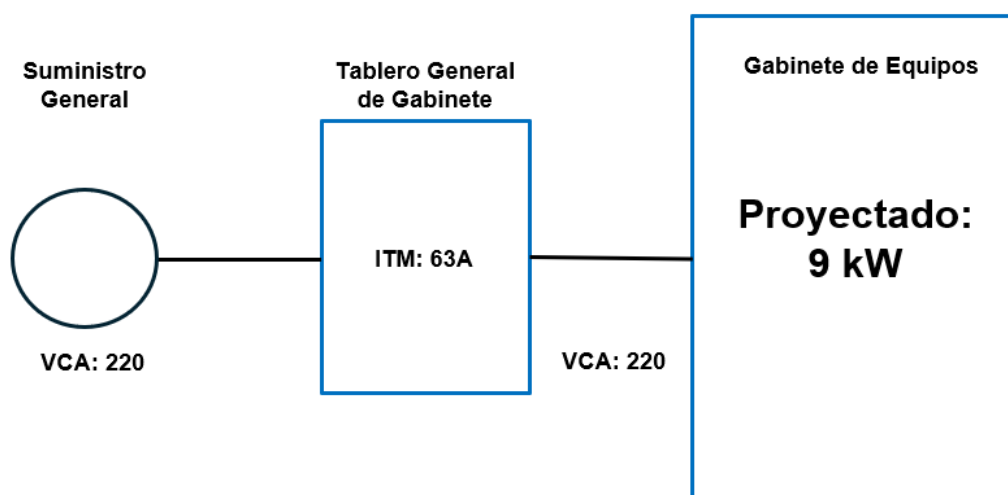 Suministro
General
VCA: 220
Tablero General
de Gabinete
ITM: 63A
VCA: 220
Gabinete de Equipos
Proyectado:
9 kW